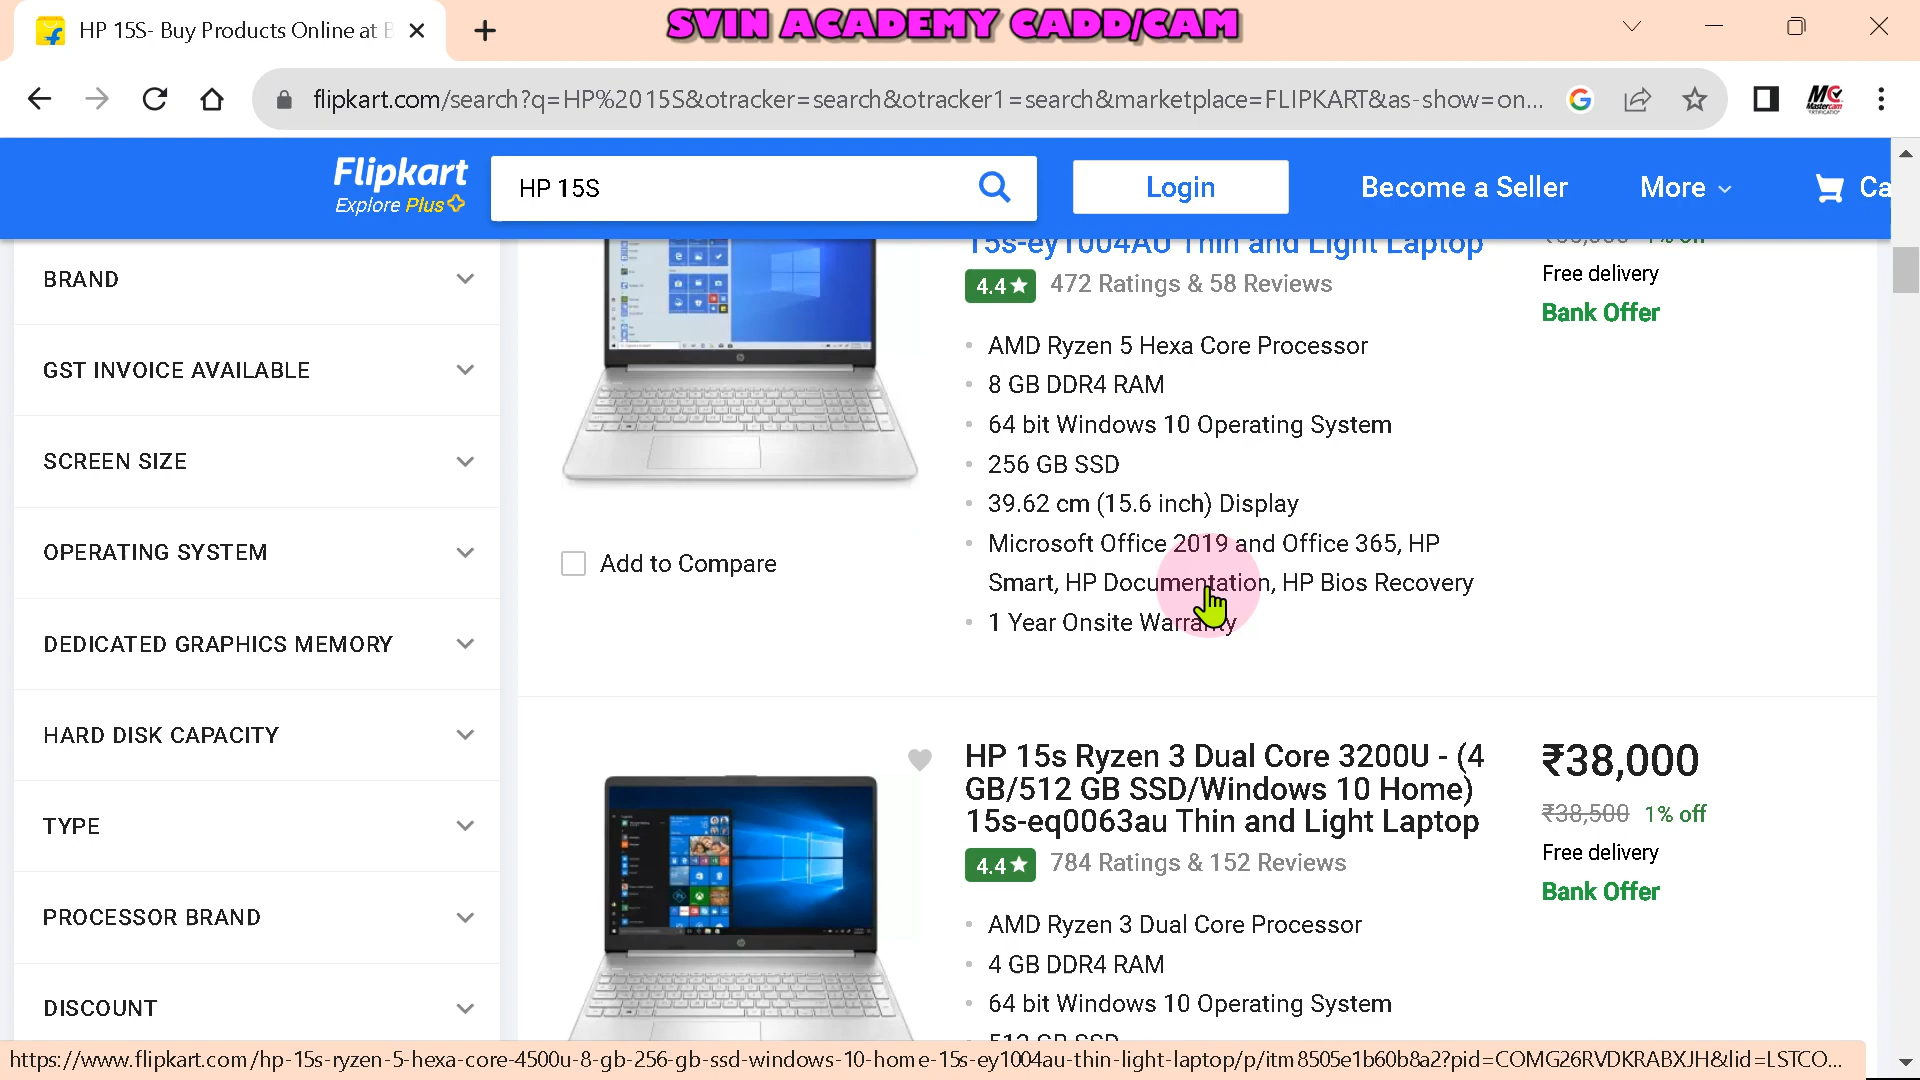 HP 15S- Buy Products Online at B
SVIN ACADEMY CADD/CAM
flipkart.com/search?q=HP%2015S&otracker=search&otracker1=search&marketplace=FLIPKART&as-show=on...
Flipkart
Explore Plus
HP 15S
Login
Become a Seller
More
Ca
BRAND
GST INVOICE AVAILABLE
SCREEN SIZE
OPERATING SYSTEM
DEDICATED GRAPHICS MEMORY
HARD DISK CAPACITY
TYPE
PROCESSOR BRAND
DISCOUNT
Add to Compare
15s-ey1004AU Thin and Light Laptop
4.4★ 472 Ratings & 58 Reviews
AMD Ryzen 5 Hexa Core Processor
8 GB DDR4 RAM
64 bit Windows 10 Operating System
256 GB SSD
39.62 cm (15.6 inch) Display
Microsoft Office 2019 and Office 365, HP
Smart, HP Documentation, HP Bios Recovery
1 Year Onsite Warranty
1% off
Free delivery
Bank Offer
HP 15s Ryzen 3 Dual Core 3200U - (4
GB/512 GB SSD/Windows 10 Home)
15s-eq0063au Thin and Light Laptop
4.4★ 784 Ratings & 152 Reviews
AMD Ryzen 3 Dual Core Processor
4 GB DDR4 RAM
64 bit Windows 10 Operating System
512 GB SSD
₹38,000
₹38,500 1% off
Free delivery
Bank Offer
https://www.flipkart.com/hp-15s-ryzen-5-hexa-core-4500u-8-gb-256-gb-ssd-windows-10-home-15s-ey1004au-thin-light-laptop/p/itm8505e1b60b8a2?pid=COMG26RVDKRABXJH&lid=LSTCO...